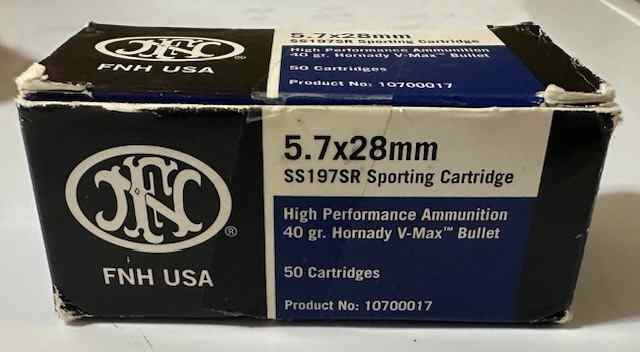 FN
®
FNH USA
5.7x28mm
SS197SR Sporting Cartridge
High Performance Ammunition
40 gr. Hornady V-Max™ Bullet
50 Cartridges
Product No: 10700017
FN
®
FNH USA
5.7x28mm
SS197SR Sporting Cartridge
High Performance Ammunition
40 gr. Hornady V-Max™ Bullet
50 Cartridges
Product No: 10700017